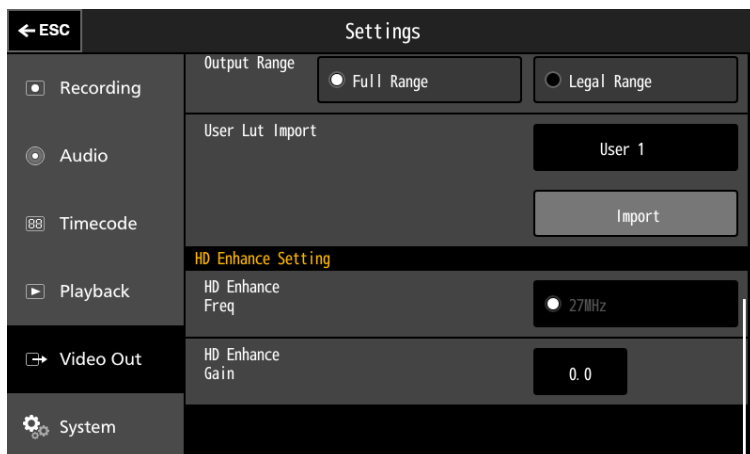 ← ESC
Settings
Recording
Audio
88 Timecode
Playback
Video Out
System
Output Range
Full Range
Legal Range
User Lut Import
User 1
Import
HD Enhance Setting
HD Enhance
Freq
27MHz
HD Enhance
Gain
0.0